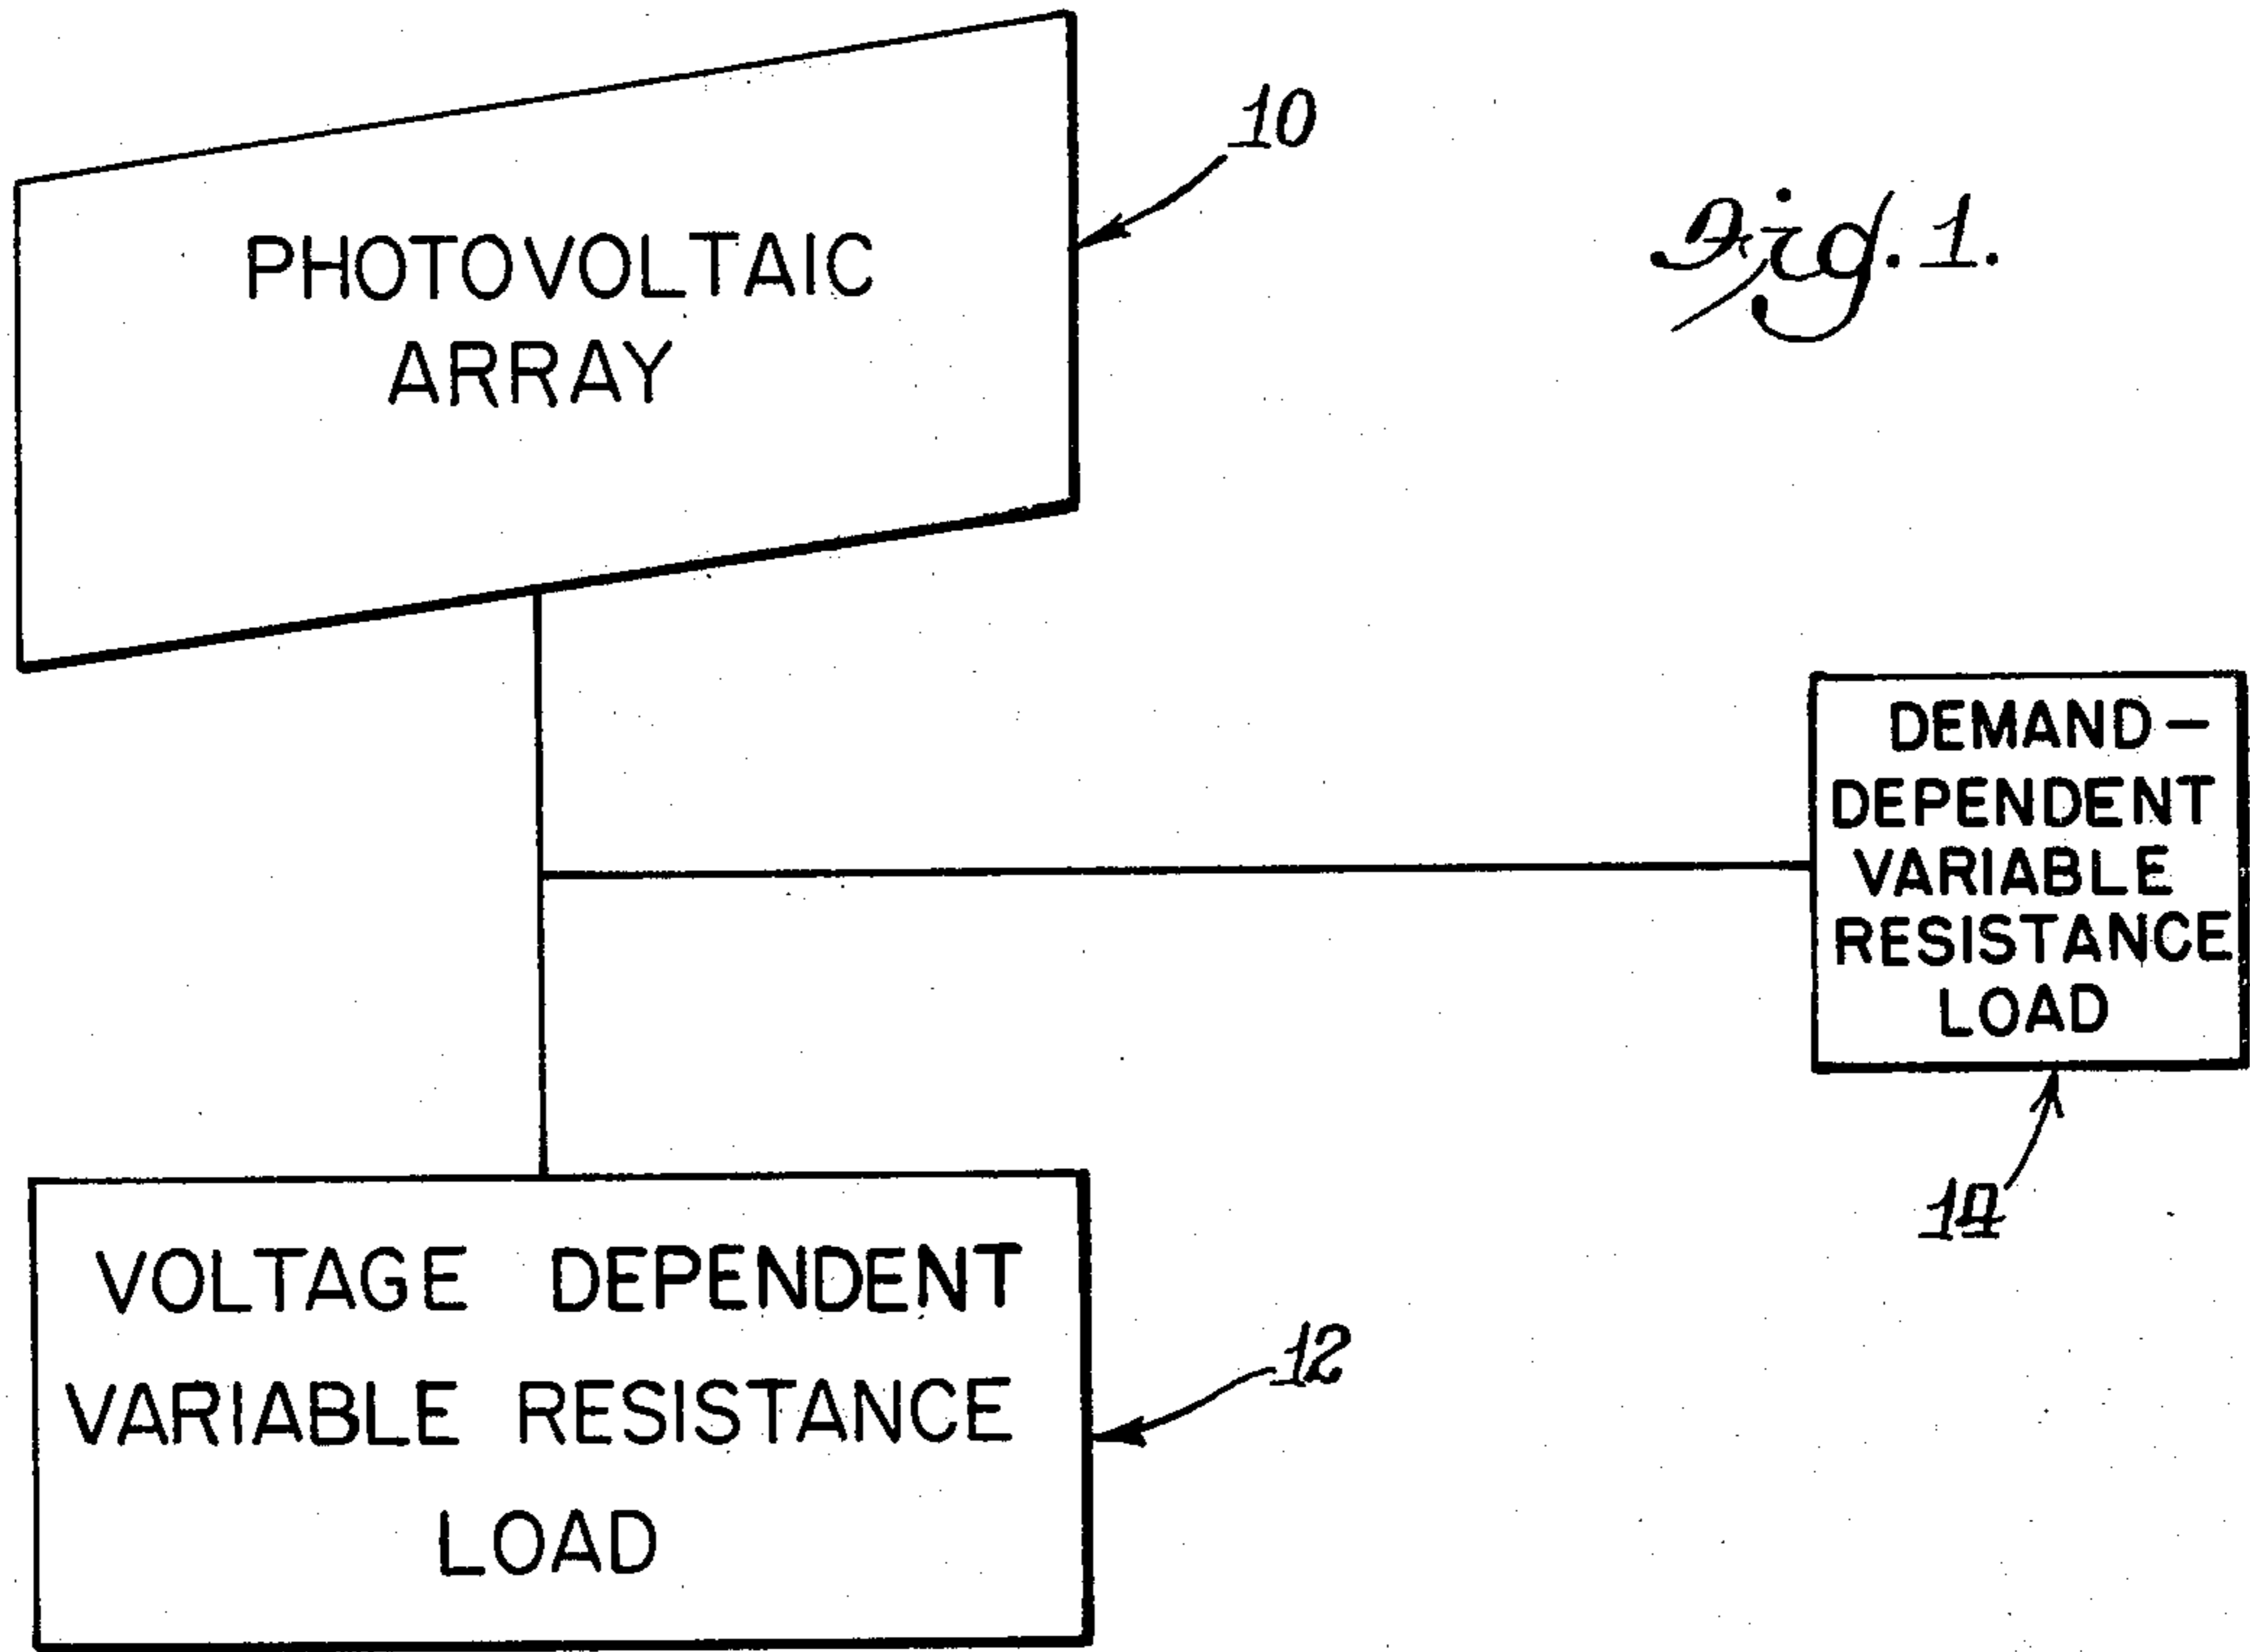 10
Fig. 1.
PHOTOVOLTAIC
ARRAY
DEMAND-
DEPENDENT
VARIABLE
RESISTANCE
LOAD
14
VOLTAGE DEPENDENT
VARIABLE RESISTANCE
LOAD
12